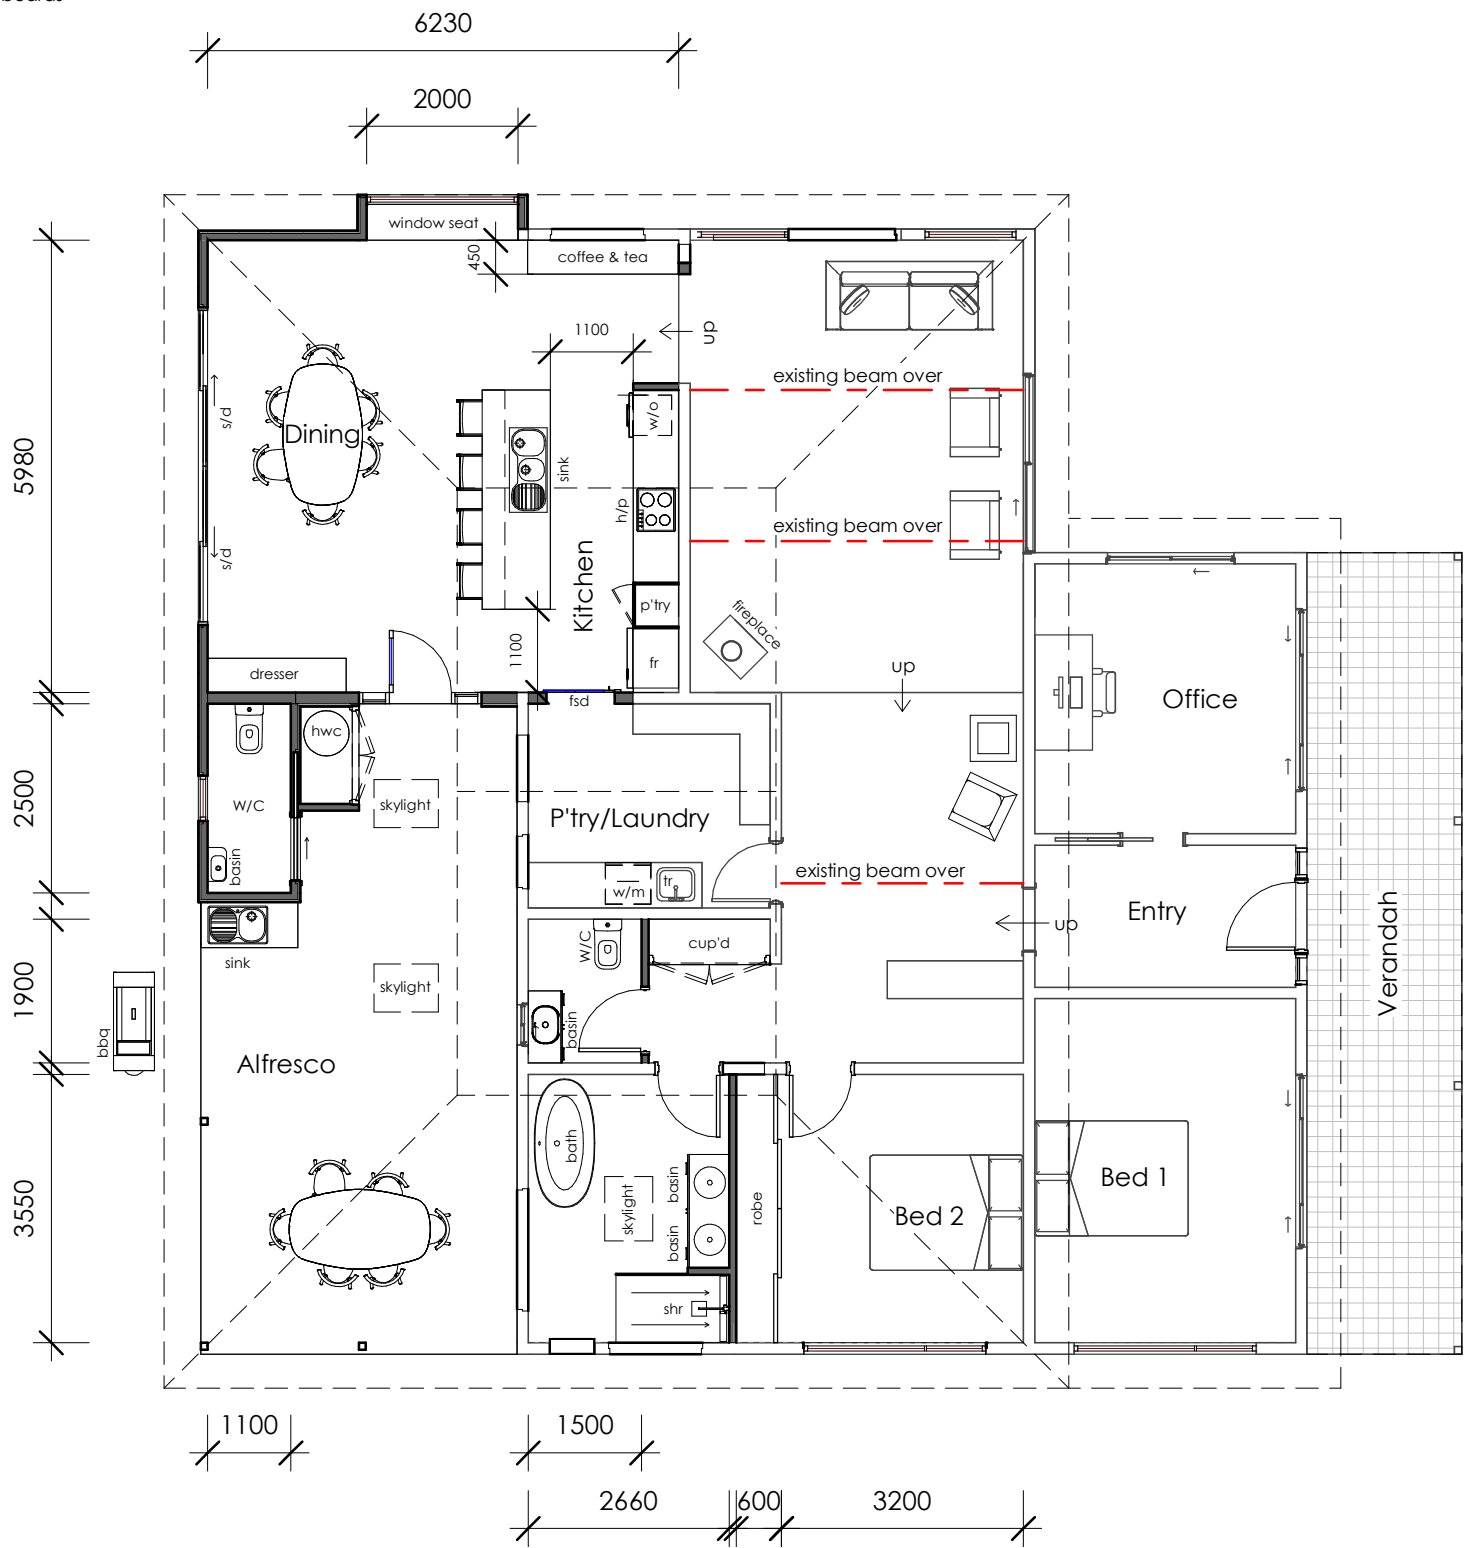 6230
2000
window seat
450
coffee & tea
1100
up
existing beam over
s/d
Dining
w/o
sink
h/p
5980
existing beam over
s/d
Kitchen
p'try
fireplace
1100
fr
dresser
up
fsd
Office
hwc
skylight
W/C
P'try/Laundry
2500
basin
existing beam over
w/m
tr
Entry
Verandah
up
W/C
cup'd
sink
skylight
1900
basin
bbq
Alfresco
bath
basin
Bed 1
skylight
robe
Bed 2
3550
basin
shr
1100
1500
2660
600
3200